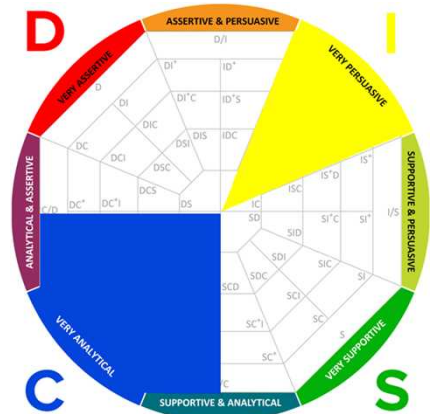 D
I
ASSERTIVE & PERSUASIVE
D/I
VERY ASSERTIVE
VERY PERSUASIVE
D
DI⁺
ID⁺
DI
DI⁺C
ID⁺S
DIC
DIS
IDC
DC
DSI
DCI
DSC
DCS
DS
C/D
DC⁺
DC⁺I
ANALYTICAL & ASSERTIVE
IS⁺
IS⁺D
ISC
IC
I/S
SUPPORTIVE & PERSUASIVE
SD
SI⁺C
SI⁺
SID
SDI
SIC
SI
SDC
SCD
SCI
SC
S
SC⁺I
SC⁺
/C
VERY ANALYTICAL
VERY SUPPORTIVE
SUPPORTIVE & ANALYTICAL
C
S